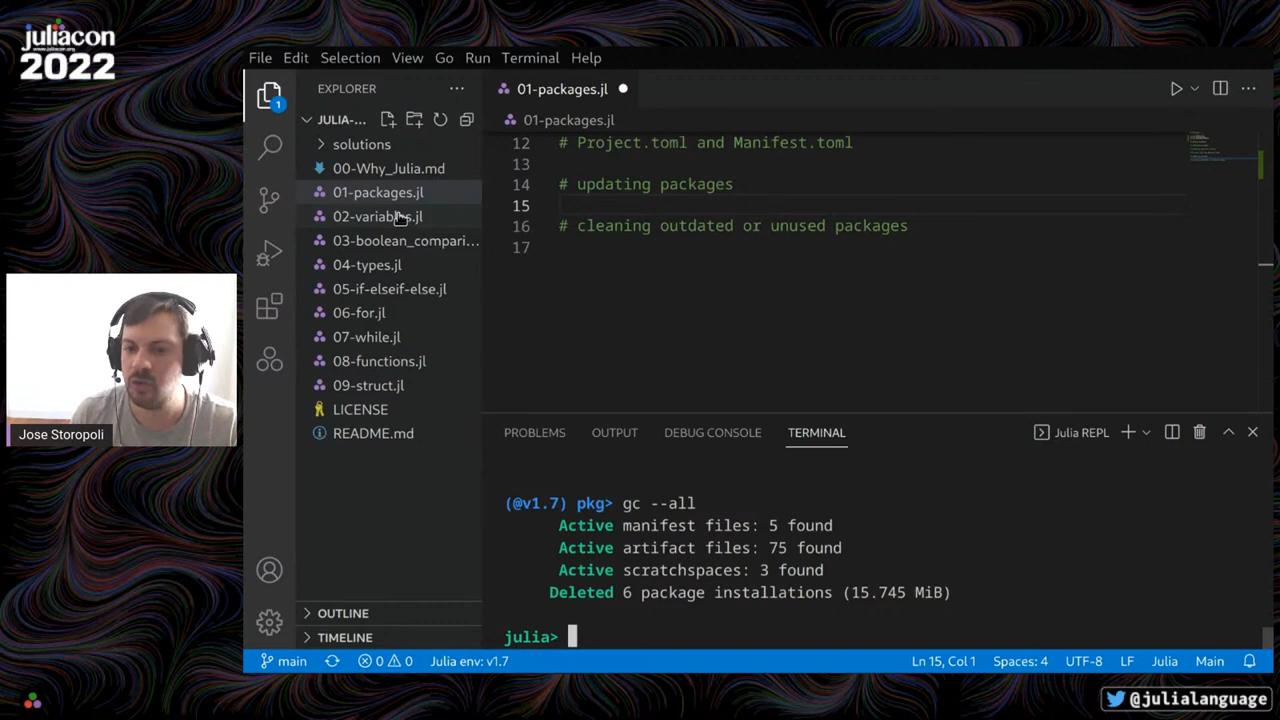 juliacon
www.juliacon.org
2022
File Edit Selection View Go Run Terminal Help
EXPLORER
1
JULIA-...
solutions
00-Why_Julia.md
01-packages.jl
02-variables.jl
03-boolean_compari...
04-types.jl
05-if-elseif-else.jl
06-for.jl
07-while.jl
08-functions.jl
09-struct.jl
LICENSE
README.md
OUTLINE
TIMELINE
01-packages.jl
01-packages.jl
12 # Project.toml and Manifest.toml
13
14 # updating packages
15
16 # cleaning outdated or unused packages
17
PROBLEMS OUTPUT DEBUG CONSOLE TERMINAL Julia REPL
(@v1.7) pkg> gc --all
Active manifest files: 5 found
Active artifact files: 75 found
Active scratchspaces: 3 found
Deleted 6 package installations (15.745 MiB)
julia>
main 0 0 Julia env: v1.7 Ln 15, Col 1 Spaces: 4 UTF-8 LF Julia Main
Jose Storopoli
@julialanguage